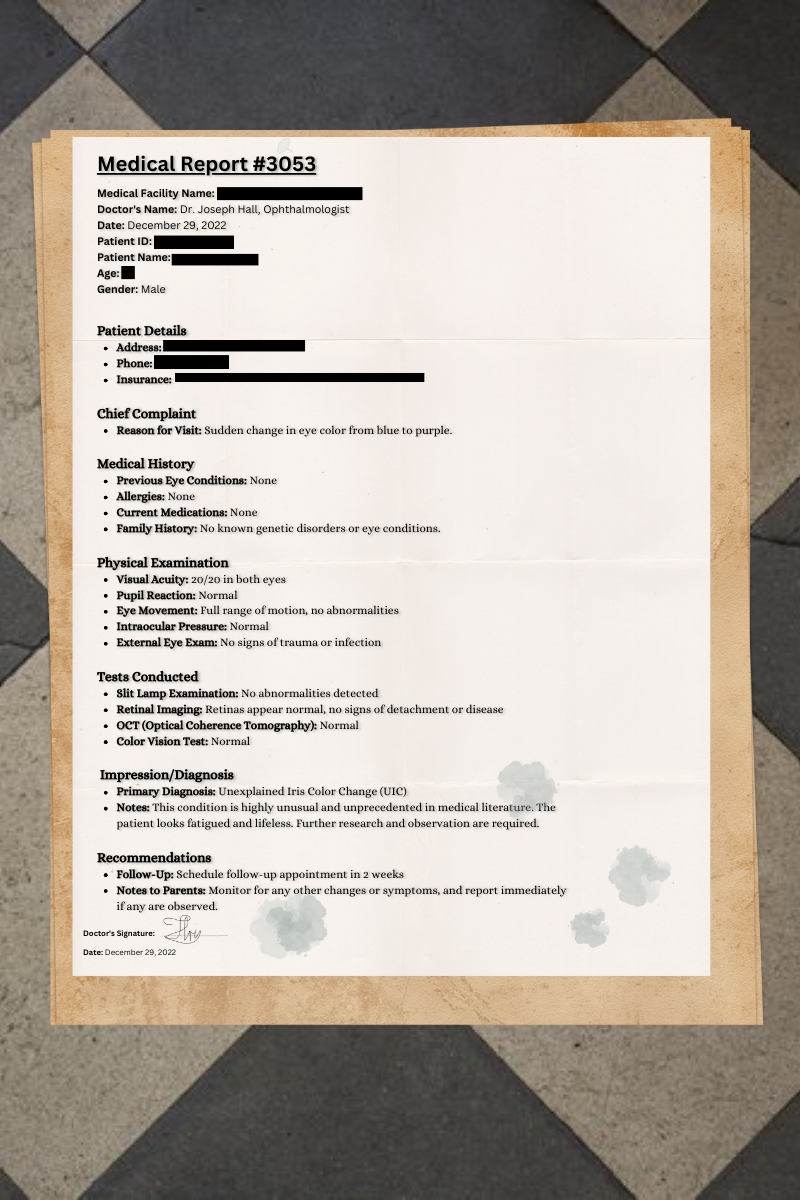 Medical Report #3053
Medical Facility Name:
Doctor's Name: Dr. Joseph Hall, Ophthalmologist
Date: December 29, 2022
Patient ID:
Patient Name:
Age:
Gender: Male
Patient Details
• Address:
• Phone:
• Insurance:
Chief Complaint
• Reason for Visit: Sudden change in eye color from blue to purple.
Medical History
• Previous Eye Conditions: None
• Allergies: None
• Current Medications: None
• Family History: No known genetic disorders or eye conditions.
Physical Examination
• Visual Acuity: 20/20 in both eyes
• Pupil Reaction: Normal
• Eye Movement: Full range of motion, no abnormalities
• Intraocular Pressure: Normal
• External Eye Exam: No signs of trauma or infection
Tests Conducted
• Slit Lamp Examination: No abnormalities detected
• Retinal Imaging: Retinas appear normal, no signs of detachment or disease
• OCT (Optical Coherence Tomography): Normal
• Color Vision Test: Normal
Impression/Diagnosis
• Primary Diagnosis: Unexplained Iris Color Change (UIC)
• Notes: This condition is highly unusual and unprecedented in medical literature. The
patient looks fatigued and lifeless. Further research and observation are required.
Recommendations
• Follow-Up: Schedule follow-up appointment in 2 weeks
• Notes to Parents: Monitor for any other changes or symptoms, and report immediately
if any are observed.
Doctor's Signature:
Date: December 29, 2022